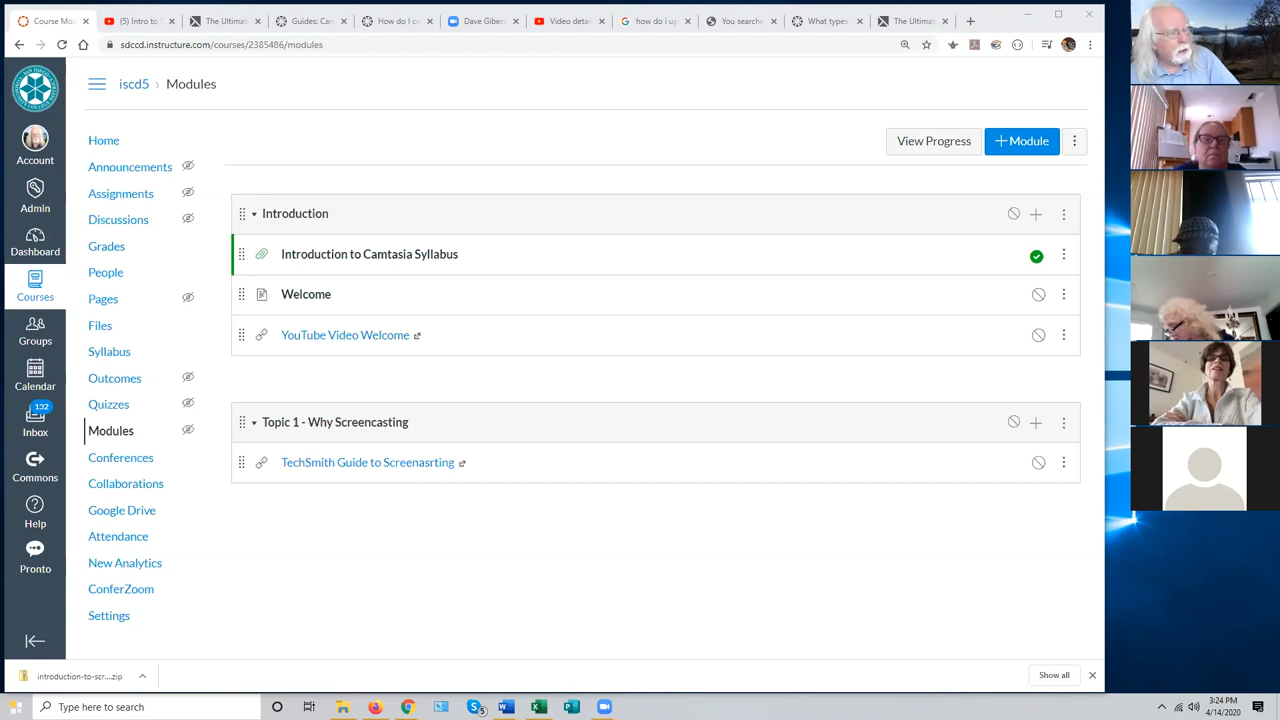 Course Mod
(5) Intro to S
The Ultimat
Guides: Can
How do I cr
Dave Giber
Video detai
how do i up
You searche
What types
The Ultimat
sdccd.instructure.com/courses/2385486/modules
iscd5 › Modules
View Progress
+ Module
Account
Admin
Dashboard
Courses
Groups
Calendar
132
Inbox
Commons
Help
Pronto
Home
Announcements
Assignments
Discussions
Grades
People
Pages
Files
Syllabus
Outcomes
Quizzes
Modules
Conferences
Collaborations
Google Drive
Attendance
New Analytics
ConferZoom
Settings
Introduction
Introduction to Camtasia Syllabus
Welcome
YouTube Video Welcome
Topic 1 - Why Screencasting
TechSmith Guide to Screenasrting
introduction-to-scr....zip
Show all
Type here to search
5
3:24 PM
4/14/2020